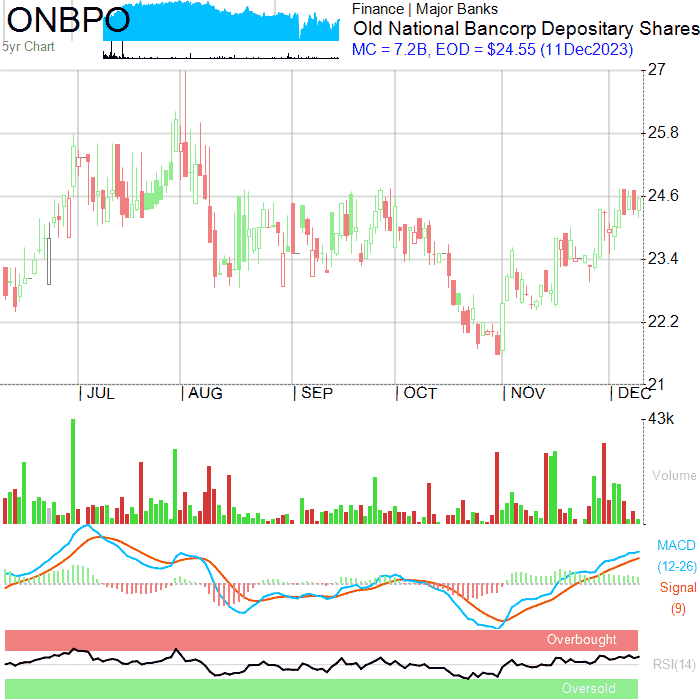 ONBPO
5yr Chart
Finance | Major Banks
Old National Bancorp Depositary Shares
MC = 7.2B, EOD = $24.55 (11Dec2023)
27
25.8
24.6
23.4
22.2
21
JUL AUG SEP OCT NOV DEC
43k
Volume
MACD
(12-26)
Signal
(9)
Overbought
RSI(14)
Oversold